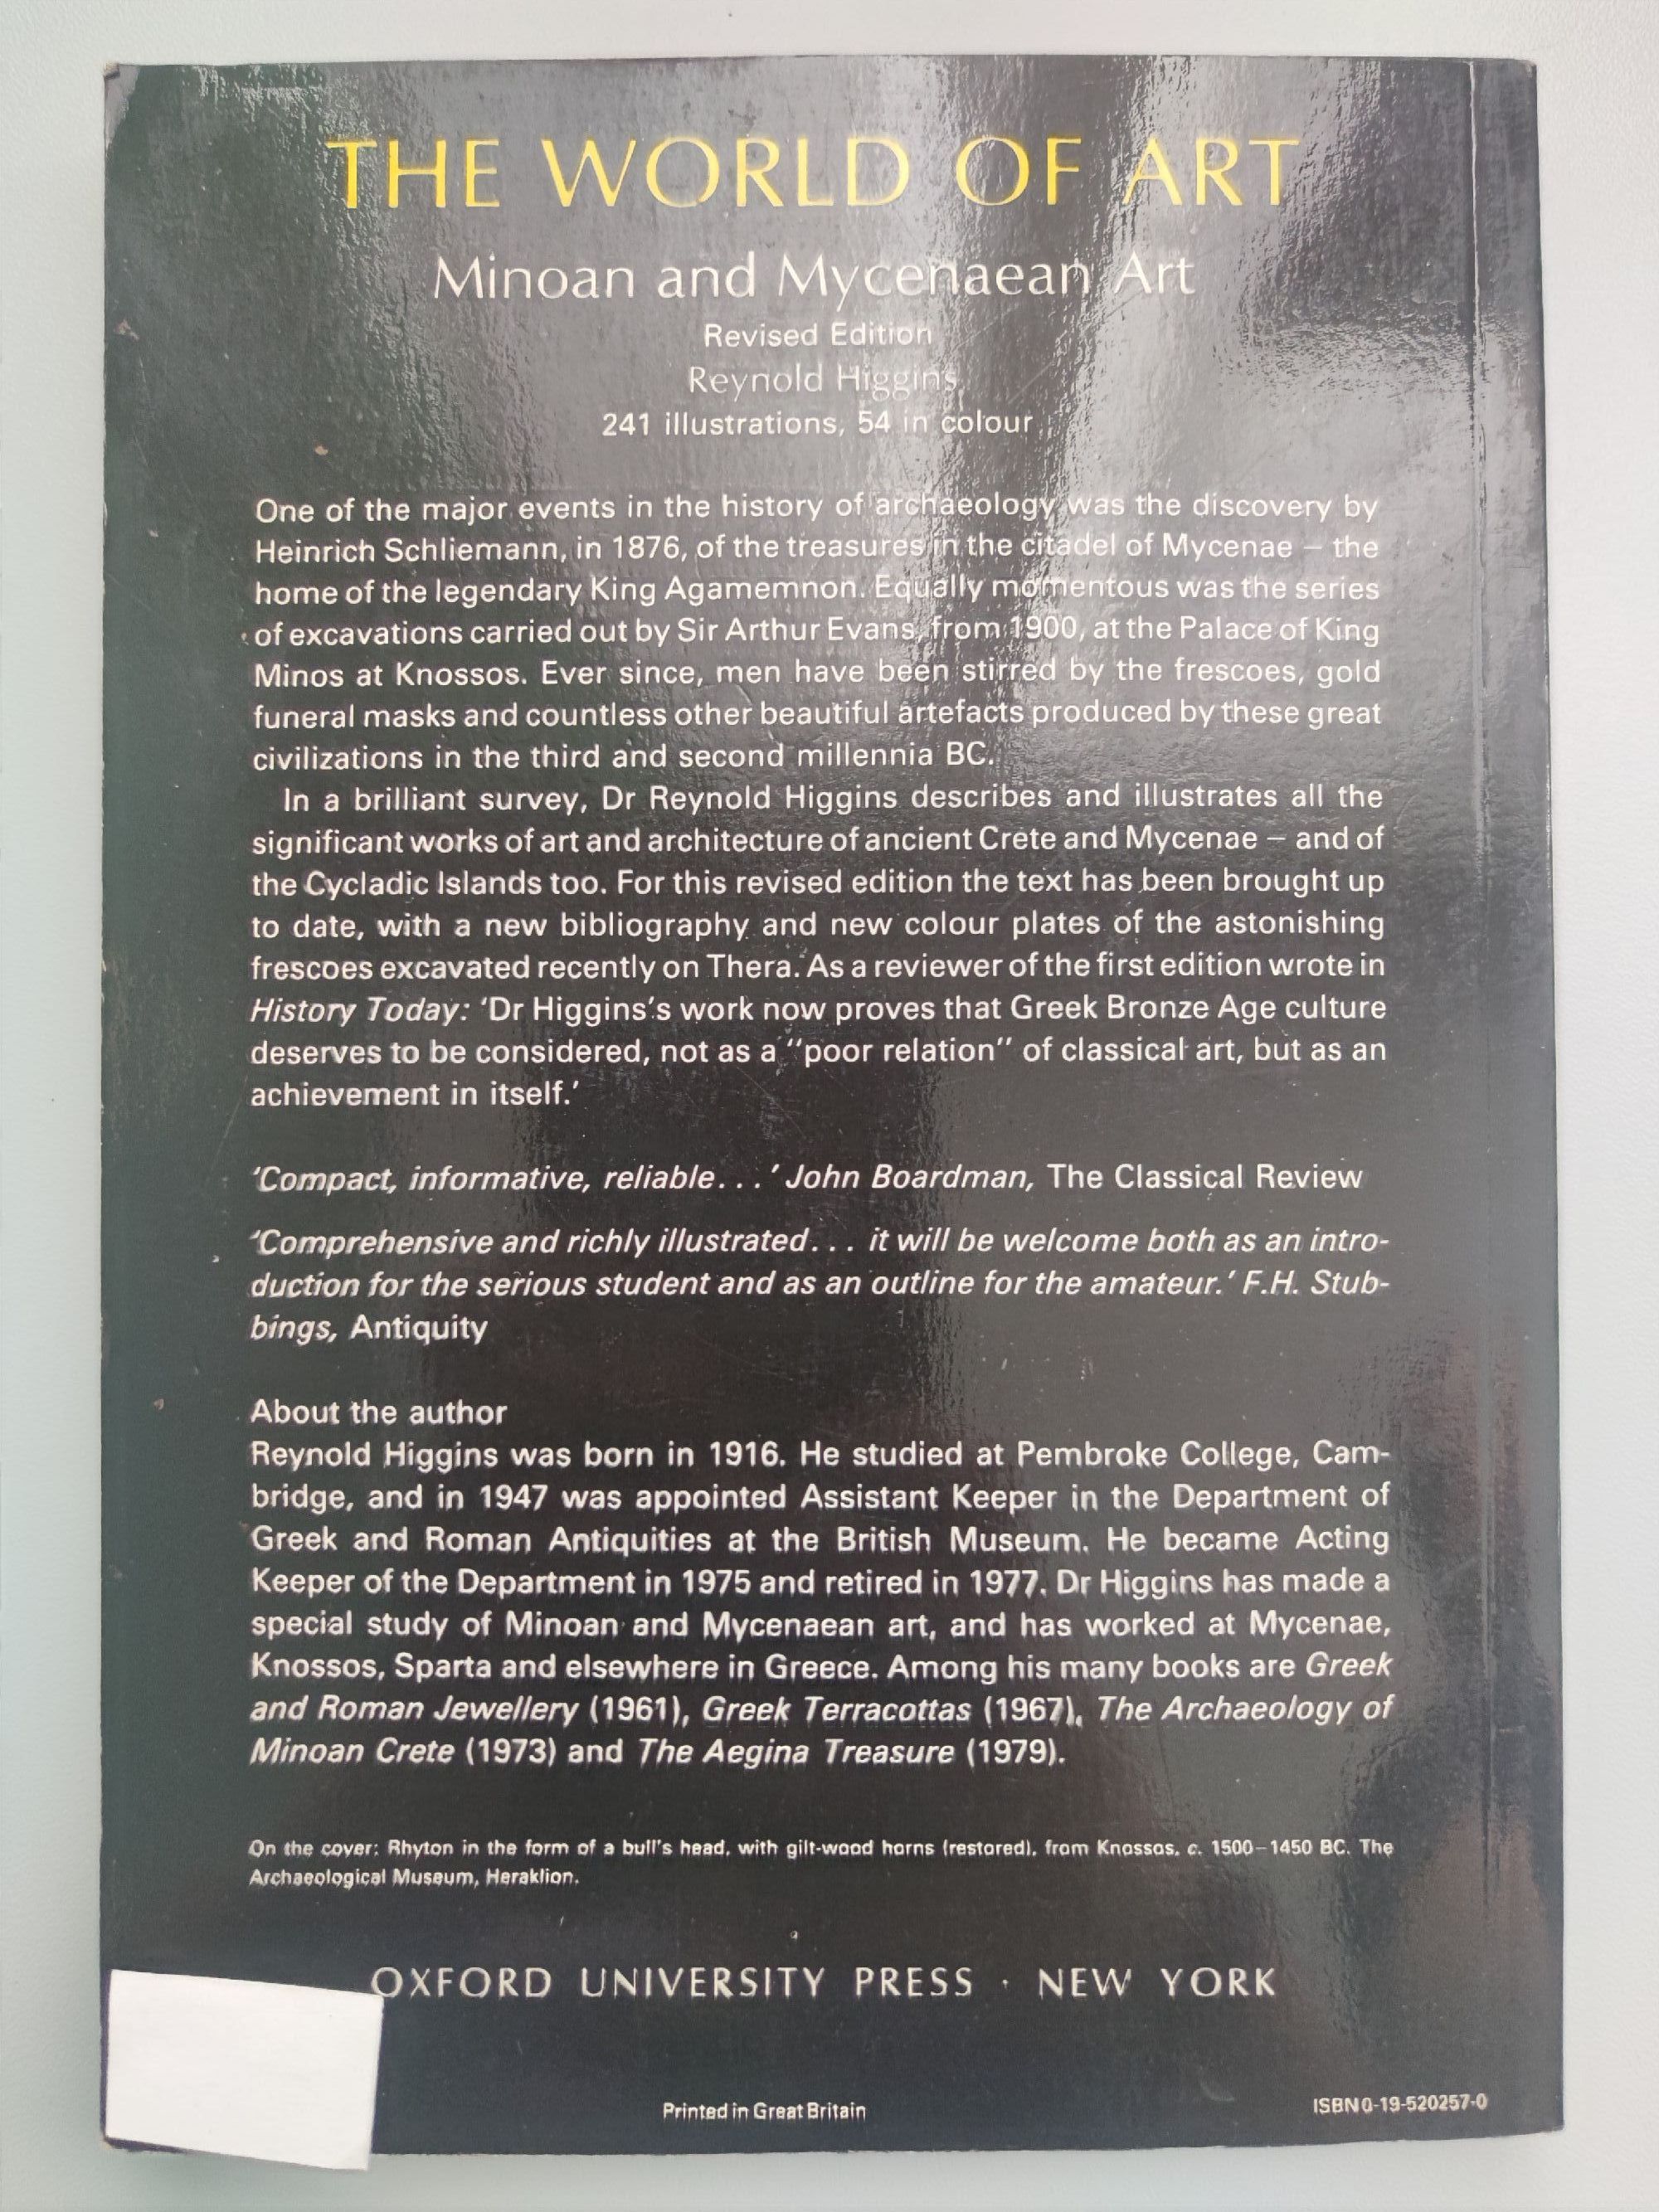 THE WORLD OF ART
Minoan and Mycenaean Art
Revised Edition
Reynold Higgins
241 illustrations, 54 in colour
One of the major events in the history of archaeology was the discovery by
Heinrich Schliemann, in 1876, of the treasures in the citadel of Mycenae – the
home of the legendary King Agamemnon. Equally momentous was the series
of excavations carried out by Sir Arthur Evans, from 1900, at the Palace of King
Minos at Knossos. Ever since, men have been stirred by the frescoes, gold
funeral masks and countless other beautiful artefacts produced by these great
civilizations in the third and second millennia BC.
In a brilliant survey, Dr Reynold Higgins describes and illustrates all the
significant works of art and architecture of ancient Crete and Mycenae – and of
the Cycladic Islands too. For this revised edition the text has been brought up
to date, with a new bibliography and new colour plates of the astonishing
frescoes excavated recently on Thera. As a reviewer of the first edition wrote in
History Today: 'Dr Higgins's work now proves that Greek Bronze Age culture
deserves to be considered, not as a "poor relation" of classical art, but as an
achievement in itself.'
'Compact, informative, reliable...' John Boardman, The Classical Review
'Comprehensive and richly illustrated... it will be welcome both as an intro-
duction for the serious student and as an outline for the amateur.' F.H. Stub-
bings, Antiquity
About the author
Reynold Higgins was born in 1916. He studied at Pembroke College, Cam-
bridge, and in 1947 was appointed Assistant Keeper in the Department of
Greek and Roman Antiquities at the British Museum. He became Acting
Keeper of the Department in 1975 and retired in 1977. Dr Higgins has made a
special study of Minoan and Mycenaean art, and has worked at Mycenae,
Knossos, Sparta and elsewhere in Greece. Among his many books are Greek
and Roman Jewellery (1961), Greek Terracottas (1967), The Archaeology of
Minoan Crete (1973) and The Aegina Treasure (1979).
On the cover: Rhyton in the form of a bull's head, with gilt-wood horns (restored), from Knossos, c. 1500–1450 BC. The
Archaeological Museum, Heraklion.
OXFORD UNIVERSITY PRESS · NEW YORK
Printed in Great Britain
ISBN 0-19-520257-0